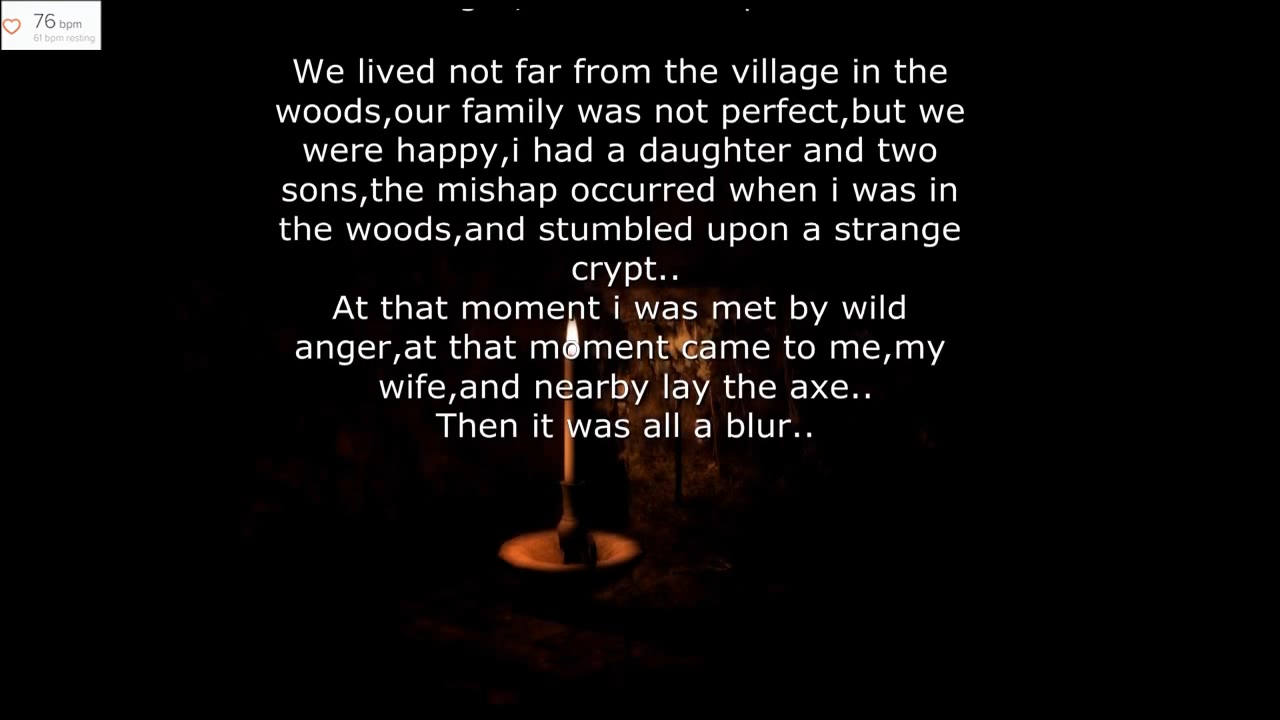 76 bpm
61 bpm resting
We lived not far from the village in the
woods,our family was not perfect,but we
were happy,i had a daughter and two
sons,the mishap occurred when i was in
the woods,and stumbled upon a strange
crypt..
At that moment i was met by wild
anger,at that moment came to me,my
wife,and nearby lay the axe..
Then it was all a blur..